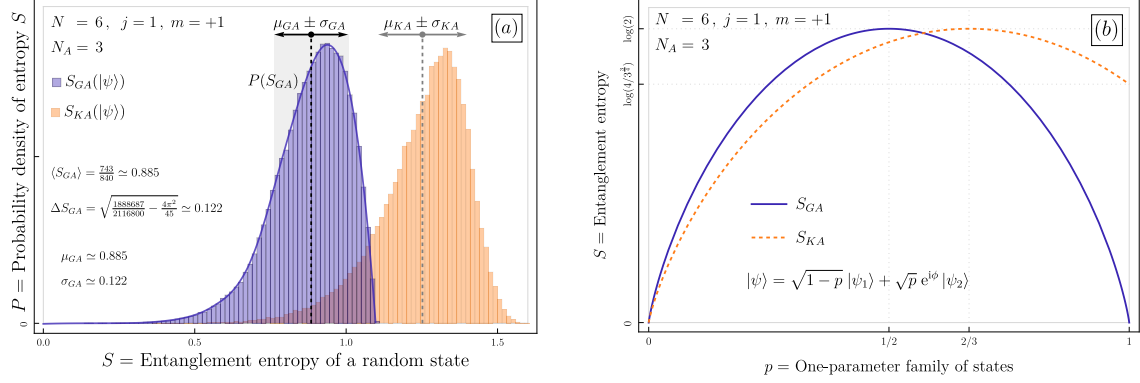 N = 6, j = 1, m = +1
N_A = 3
S_GA(|ψ⟩)
S_KA(|ψ⟩)
μ_GA ± σ_GA
μ_KA ± σ_KA
(a)
P(S_GA)
⟨S_GA⟩ = 743/840 ≃ 0.885
ΔS_GA = √(1888687/2116800 − 4π²/45) ≃ 0.122
μ_GA ≃ 0.885
σ_GA ≃ 0.122
P = Probability density of entropy S
0
0.0 0.5 1.0 1.5
S = Entanglement entropy of a random state
N = 6, j = 1, m = +1
N_A = 3
(b)
log(2)
log(4/3^{3/4})
S = Entanglement entropy
S_GA
S_KA
|ψ⟩ = √(1 − p) |ψ₁⟩ + √p e^{iϕ} |ψ₂⟩
0
0 1/2 2/3 1
p = One-parameter family of states